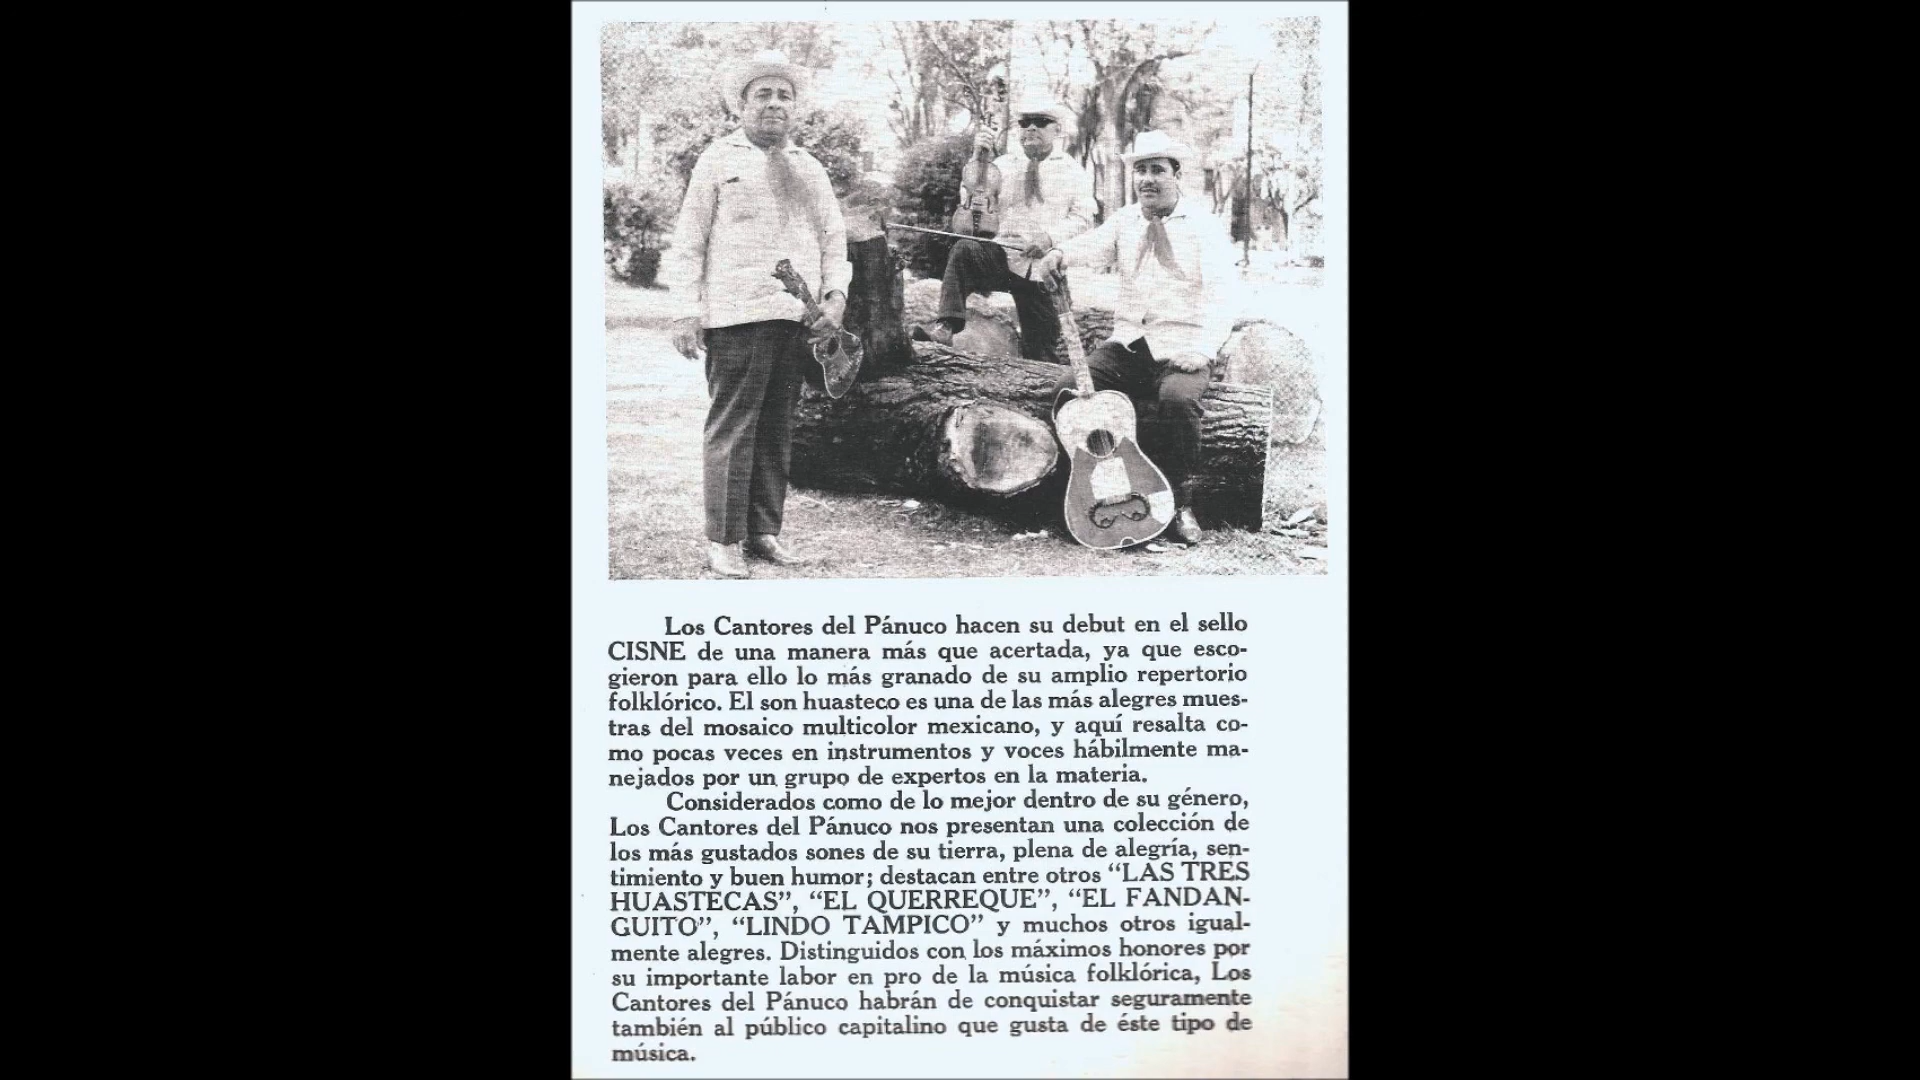 Los Cantores del Pánuco hacen su debut en el sello
CISNE de una manera más que acertada, ya que esco-
gieron para ello lo más granado de su amplio repertorio
folklórico. El son huasteco es una de las más alegres mues-
tras del mosaico multicolor mexicano, y aquí resalta co-
mo pocas veces en instrumentos y voces hábilmente ma-
nejados por un grupo de expertos en la materia.
Considerados como de lo mejor dentro de su género,
Los Cantores del Pánuco nos presentan una colección de
los más gustados sones de su tierra, plena de alegría, sen-
timiento y buen humor; destacan entre otros “LAS TRES
HUASTECAS”, “EL QUERREQUE”, “EL FANDAN-
GUITO”, “LINDO TAMPICO” y muchos otros igual-
mente alegres. Distinguidos con los máximos honores por
su importante labor en pro de la música folklórica, Los
Cantores del Pánuco habrán de conquistar seguramente
también al público capitalino que gusta de éste tipo de
música.